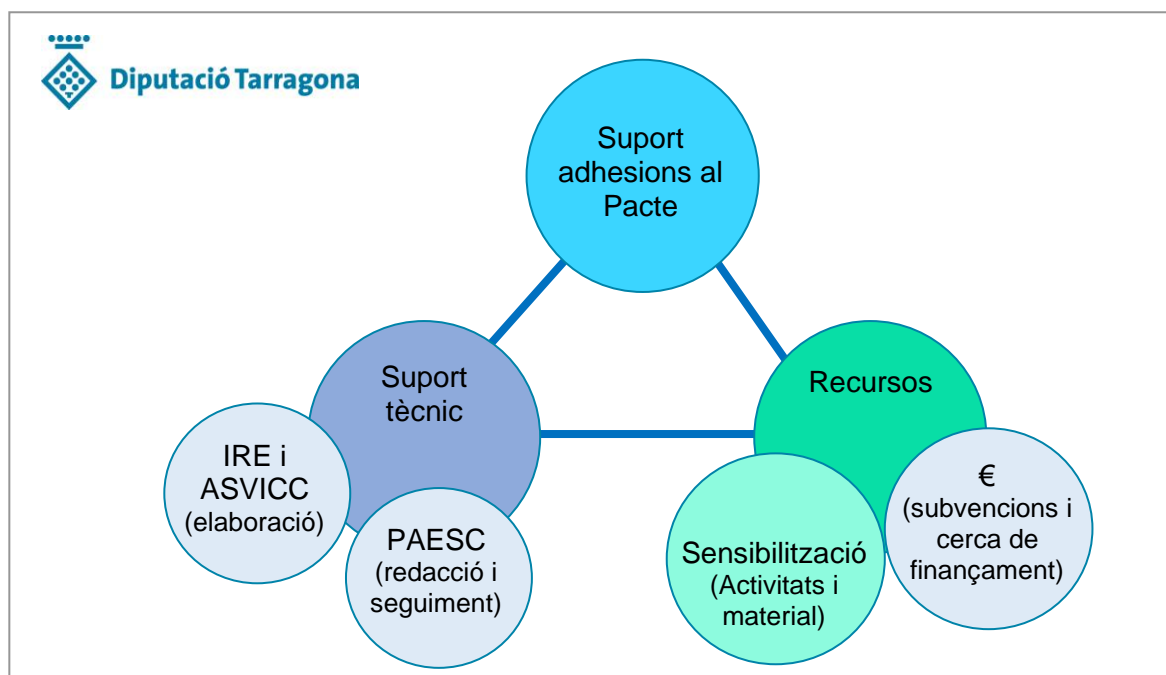 Diputació Tarragona
Suport
adhesions al
Pacte
Suport
tècnic
IRE i
ASVICC
(elaboració)
PAESC
(redacció i
seguiment)
Recursos
Sensibilització
(Activitats i
material)
€
(subvencions i
cerca de
finançament)